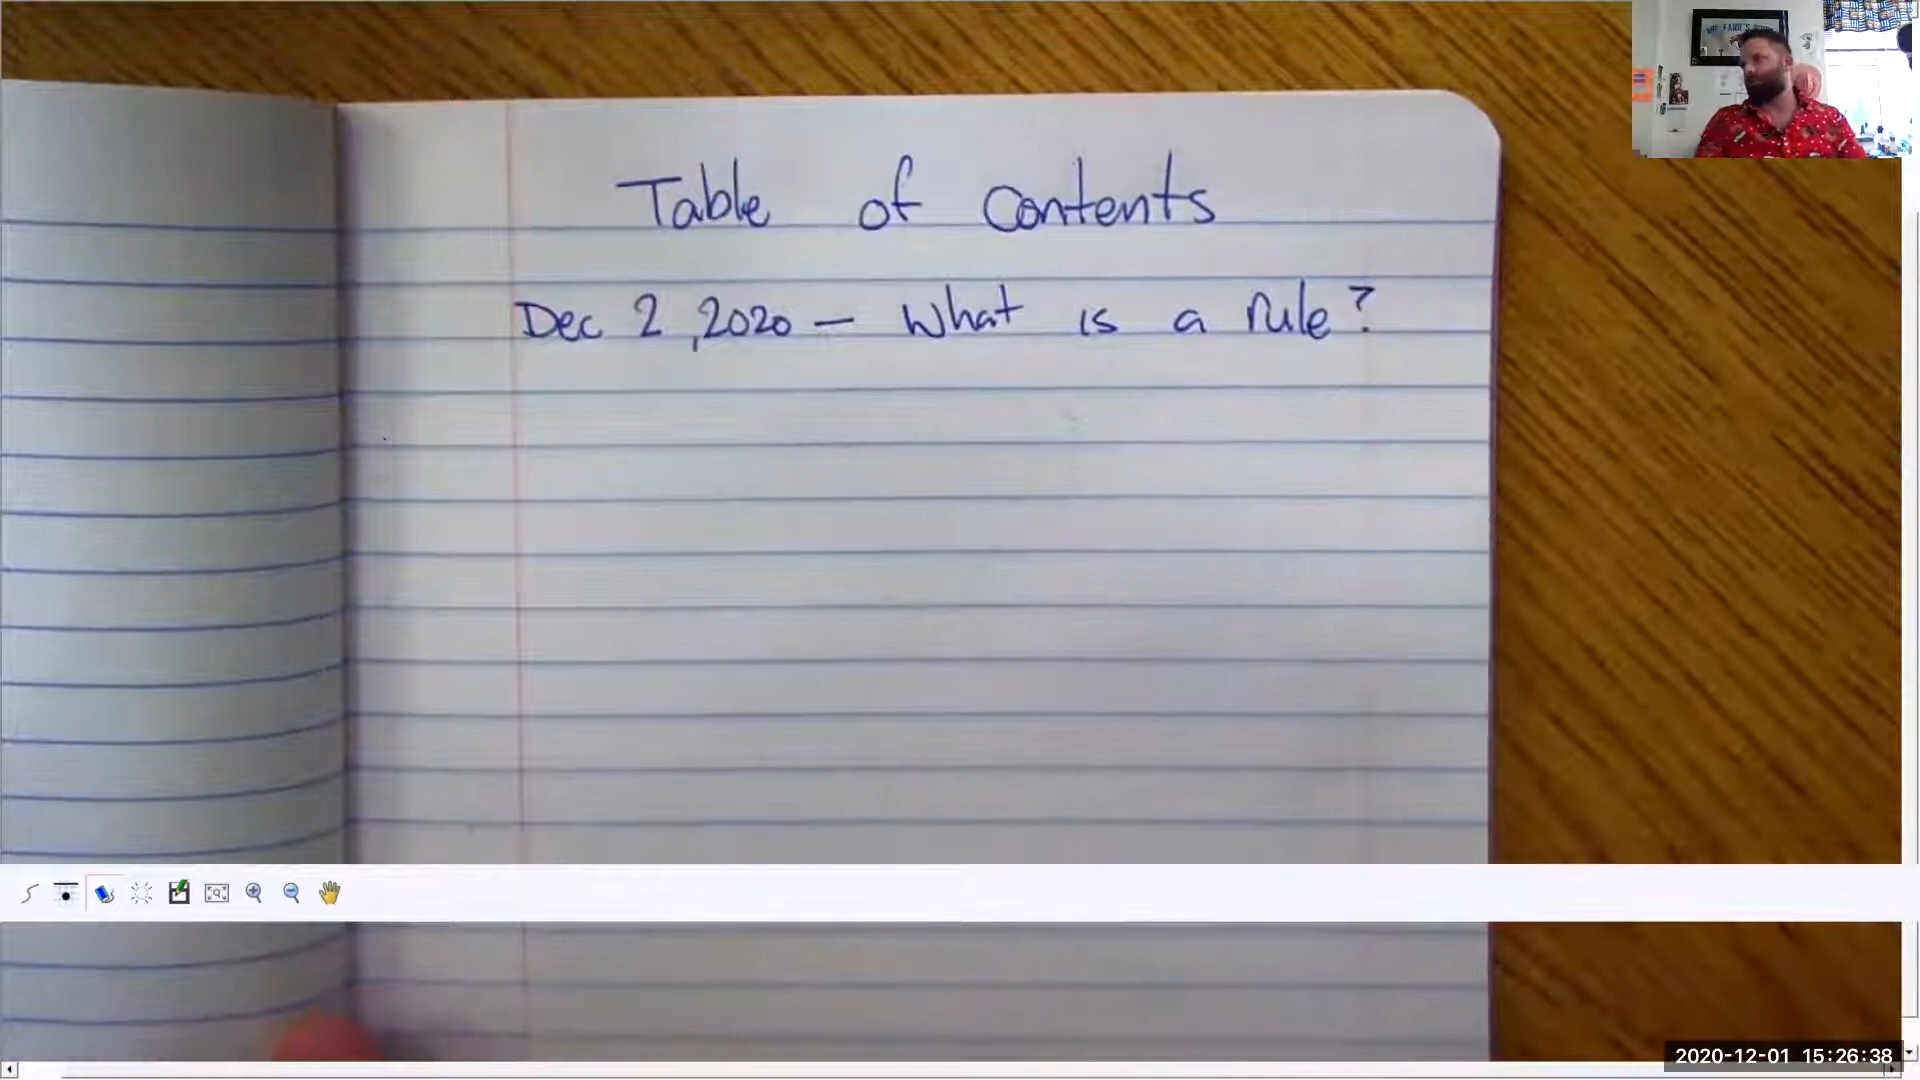 Table of Contents
Dec 2, 2020 — What is a rule?
2020-12-01 15:26:38